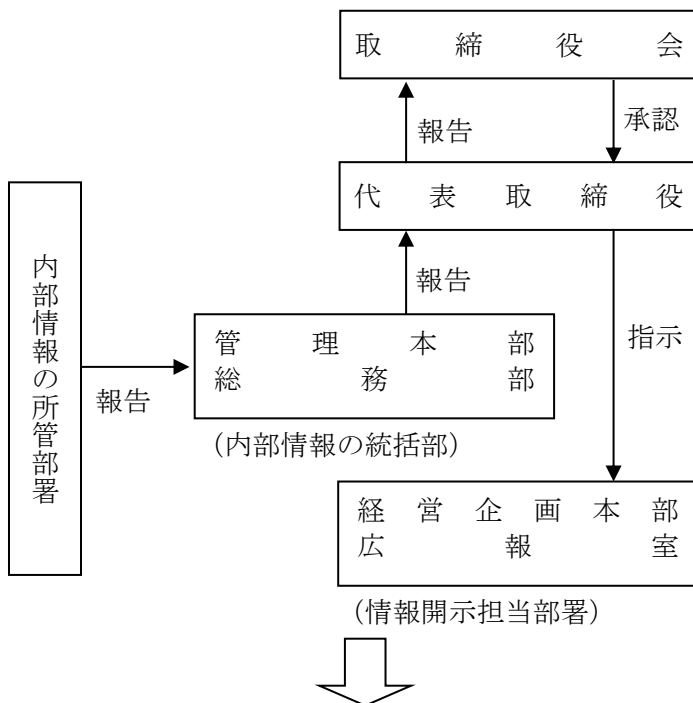 取締役会
報告
承認
代表取締役
報告
指示
内部情報の所管部署
報告
管理本部
総務部
(内部情報の統括部)
経営企画本部
広報室
(情報開示担当部署)